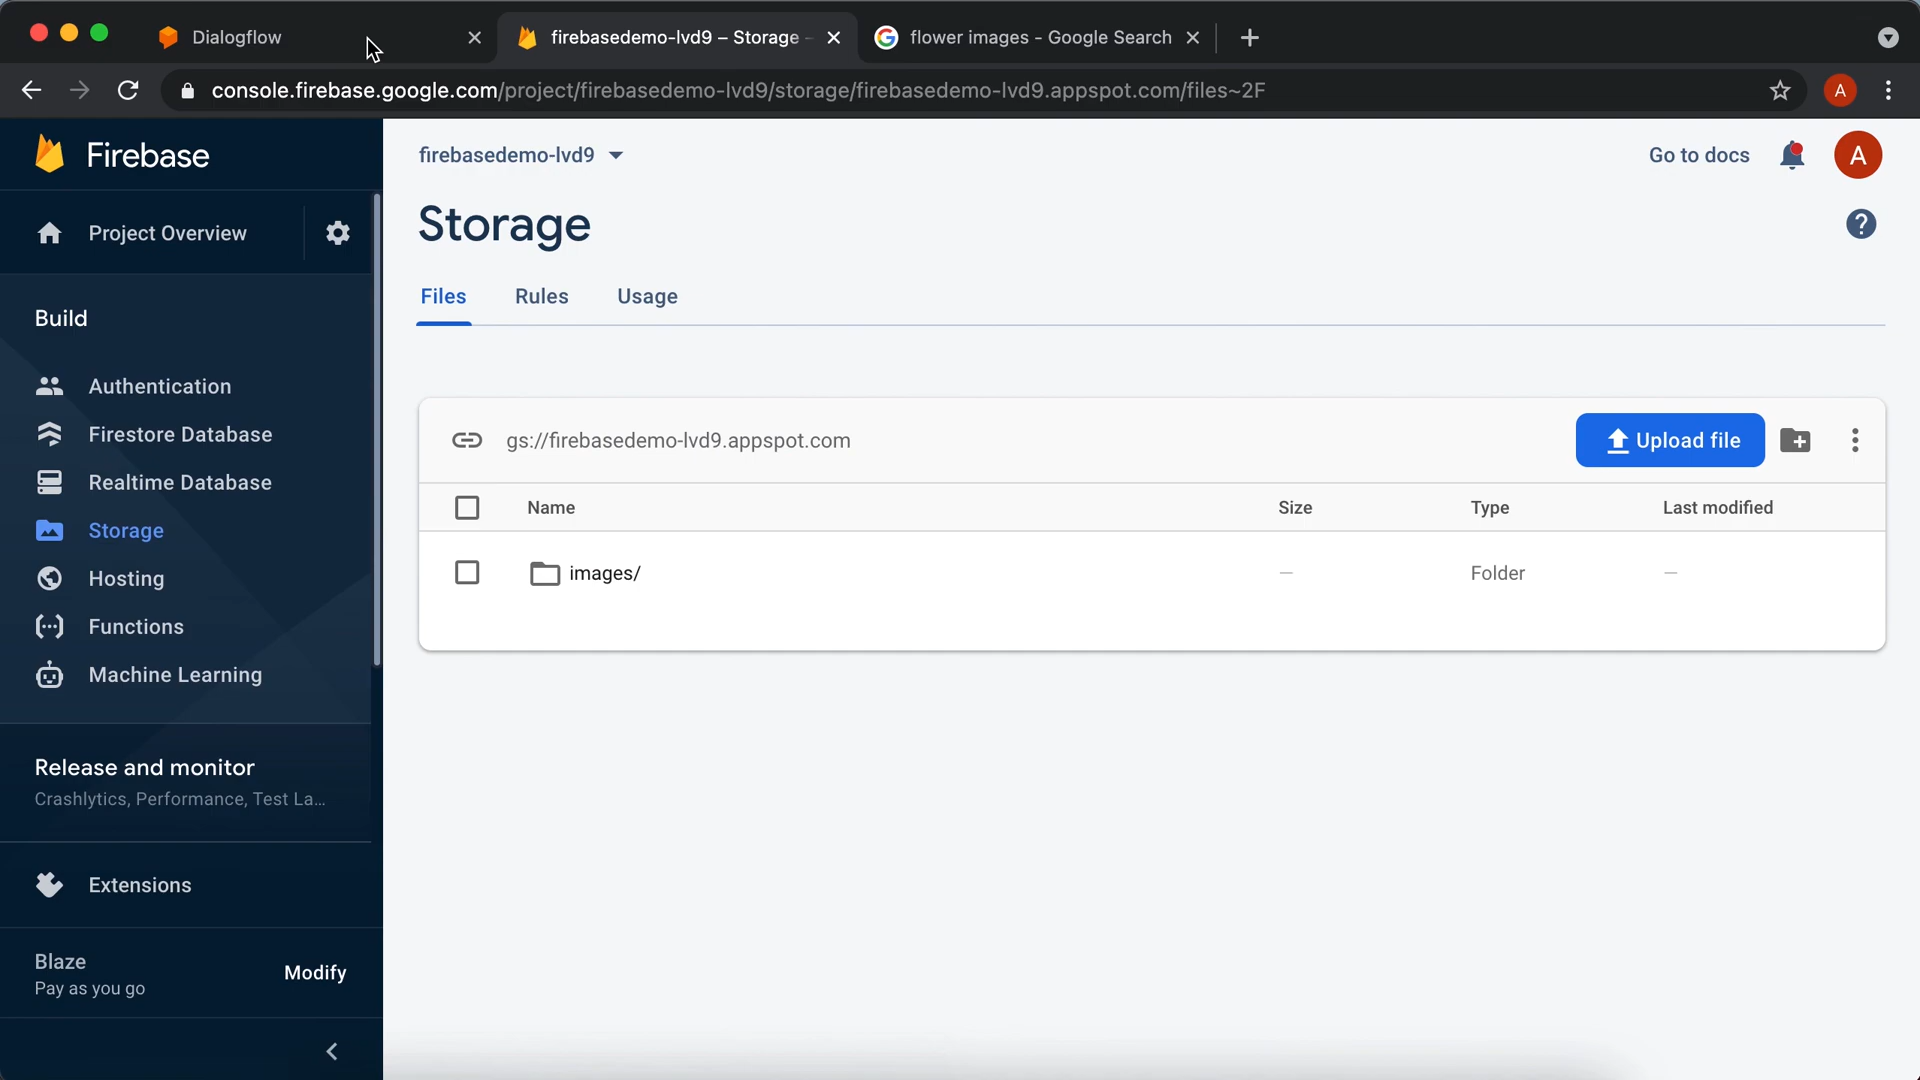 Dialogflow
firebasedemo-lvd9 – Storage –
flower images - Google Search
console.firebase.google.com/project/firebasedemo-lvd9/storage/firebasedemo-lvd9.appspot.com/files~2F
A
Firebase
firebasedemo-lvd9
Go to docs
A
Project Overview
Storage
?
Files
Rules
Usage
Build
Authentication
Firestore Database
Realtime Database
Storage
Hosting
Functions
Machine Learning
gs://firebasedemo-lvd9.appspot.com
Upload file
Name
Size
Type
Last modified
images/
—
Folder
—
Release and monitor
Crashlytics, Performance, Test La...
Extensions
Blaze
Pay as you go
Modify